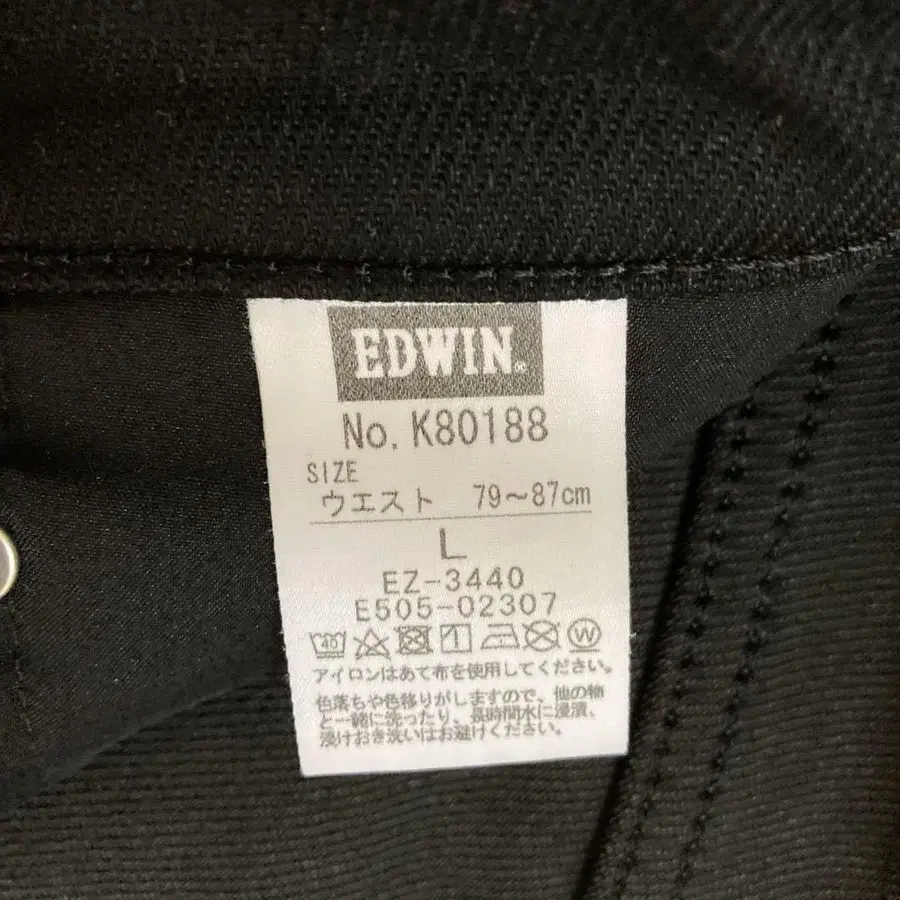 EDWIN®
No. K80188
SIZE
ウエスト 79〜87cm
L
EZ-3440
E505-02307
40 1 W
アイロンはあて布を使用してください。
色落ちや色移りがしますので、他の物
と一緒に洗ったり、長時間水に浸漬、
浸けおき洗いはお避けください。